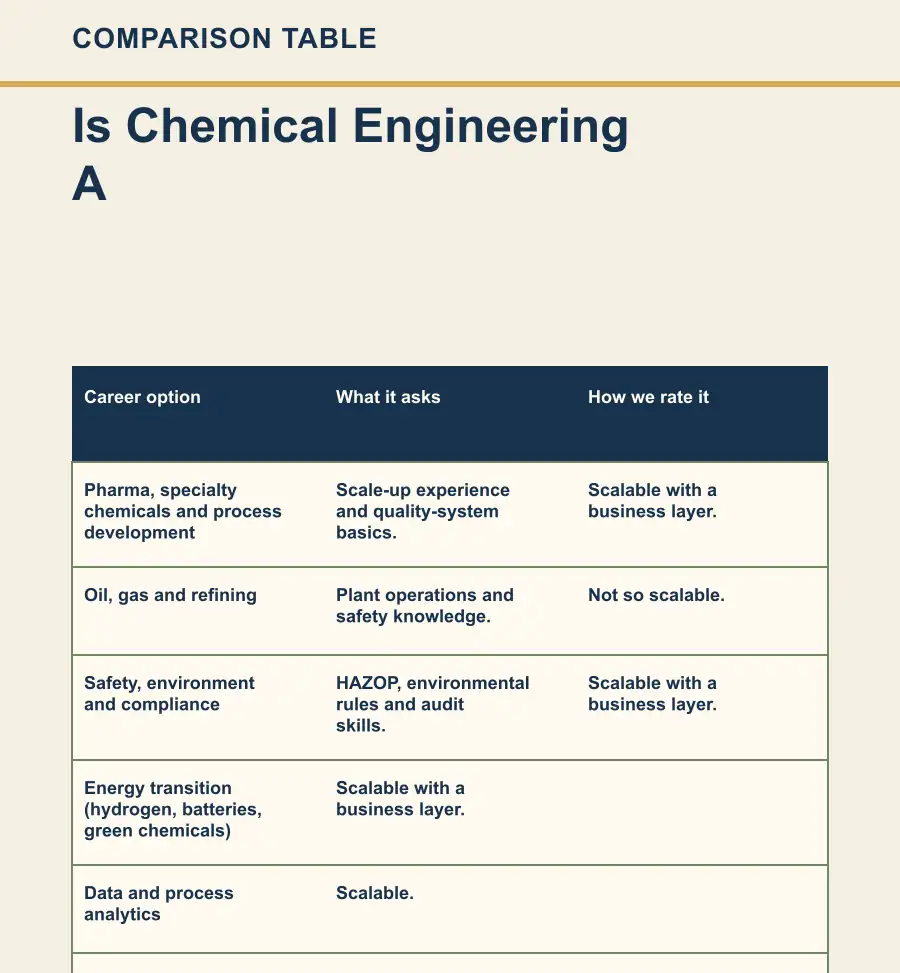 COMPARISON TABLE
Is Chemical Engineering
A
Career option
What it asks
How we rate it
Pharma, specialty
chemicals and process
development
Scale-up experience
and quality-system
basics.
Scalable with a
business layer.
Oil, gas and refining
Plant operations and
safety knowledge.
Not so scalable.
Safety, environment
and compliance
HAZOP, environmental
rules and audit
skills.
Scalable with a
business layer.
Energy transition
(hydrogen, batteries,
green chemicals)
Scalable with a
business layer.
Data and process
analytics
Scalable.